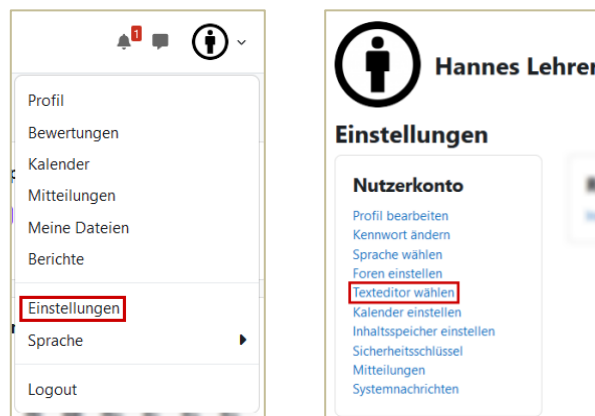 1
Profil
Bewertungen
Kalender
Mitteilungen
Meine Dateien
Berichte
Einstellungen
Sprache
Logout
Hannes Lehrer
Einstellungen
Nutzerkonto
Profil bearbeiten
Kennwort ändern
Sprache wählen
Foren einstellen
Texteditor wählen
Kalender einstellen
Inhaltsspeicher einstellen
Sicherheitsschlüssel
Mitteilungen
Systemnachrichten